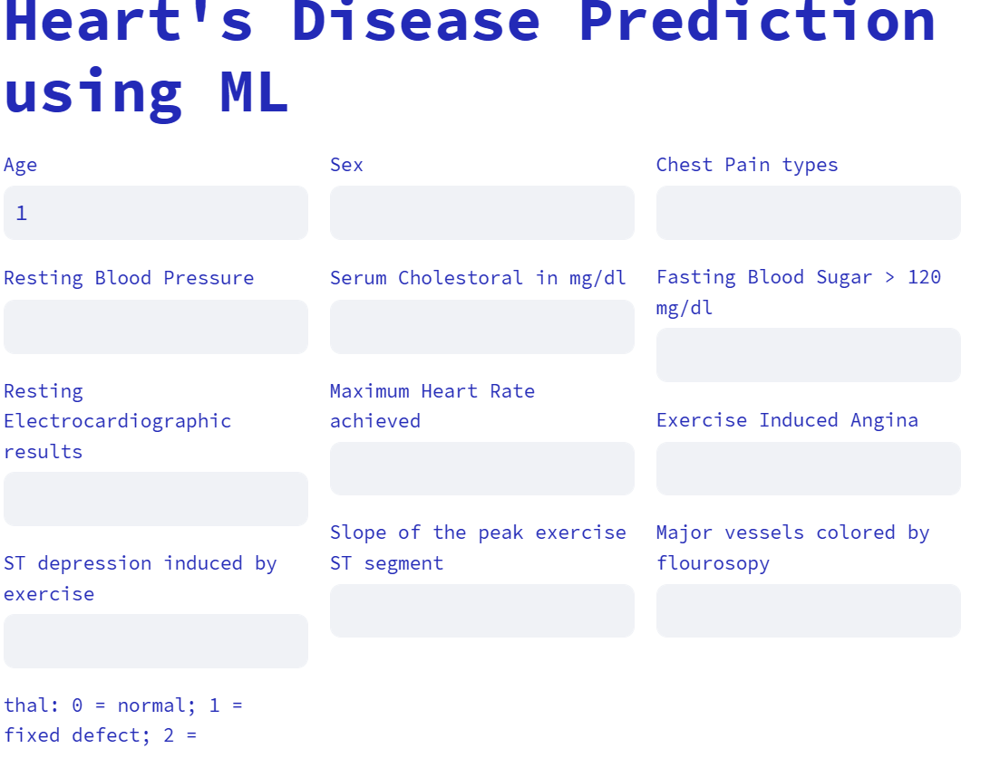 Heart's Disease Prediction
using ML
Age
Sex
Chest Pain types
1
Resting Blood Pressure
Serum Cholestoral in mg/dl
Fasting Blood Sugar > 120
mg/dl
Resting
Electrocardiographic
results
Maximum Heart Rate
achieved
Exercise Induced Angina
ST depression induced by
exercise
Slope of the peak exercise
ST segment
Major vessels colored by
flourosopy
thal: 0 = normal; 1 =
fixed defect; 2 =